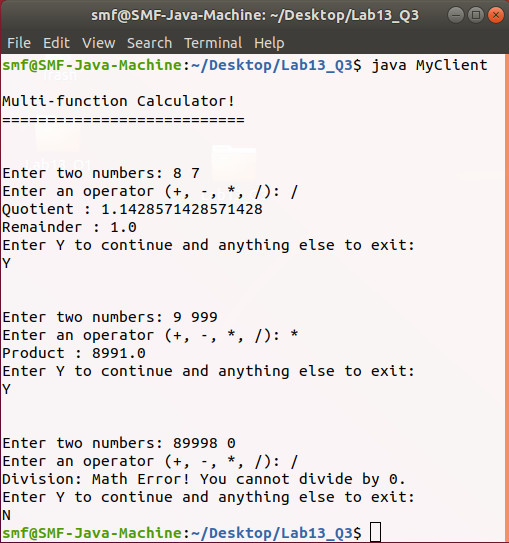 smf@SMF-Java-Machine: ~/Desktop/Lab13_Q3
File Edit View Search Terminal Help
smf@SMF-Java-Machine:~/Desktop/Lab13_Q3$ java MyClient
Multi-function Calculator!
===========================
Enter two numbers: 8 7
Enter an operator (+, -, *, /): /
Quotient : 1.1428571428571428
Remainder : 1.0
Enter Y to continue and anything else to exit:
Y
Enter two numbers: 9 999
Enter an operator (+, -, *, /): *
Product : 8991.0
Enter Y to continue and anything else to exit:
Y
Enter two numbers: 89998 0
Enter an operator (+, -, *, /): /
Division: Math Error! You cannot divide by 0.
Enter Y to continue and anything else to exit:
N
smf@SMF-Java-Machine:~/Desktop/Lab13_Q3$